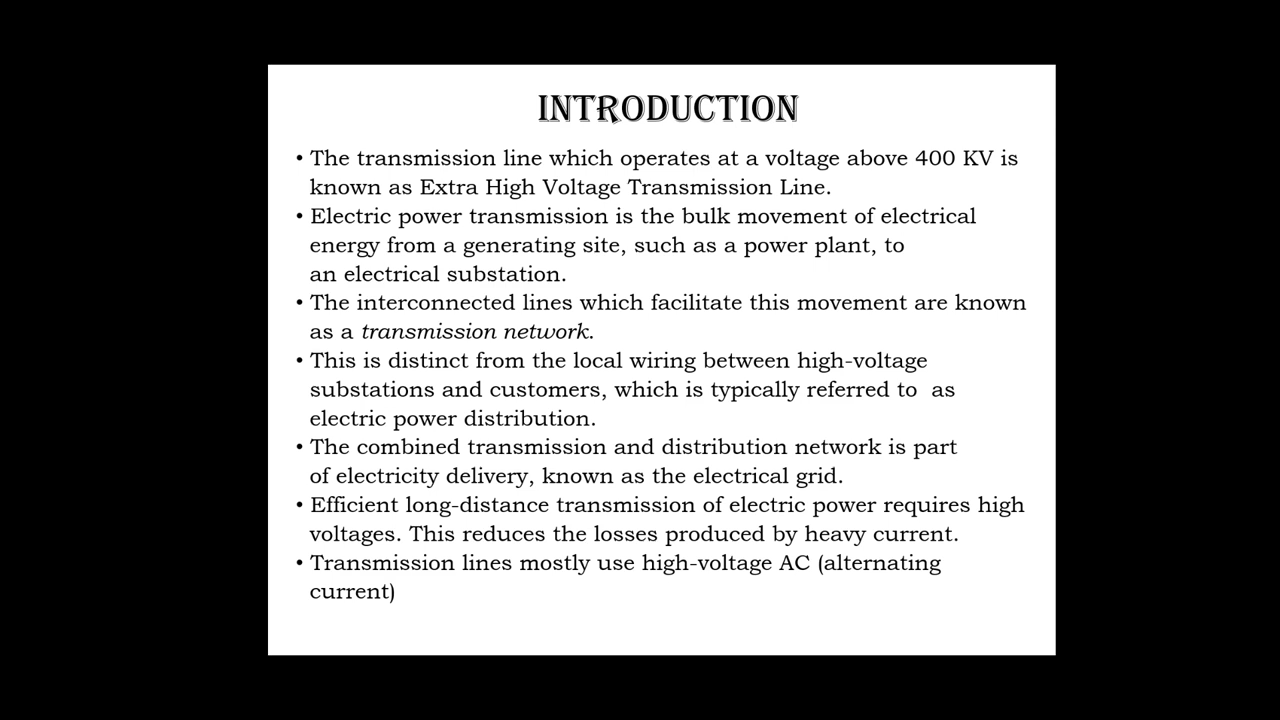 INTRODUCTION
• The transmission line which operates at a voltage above 400 KV is
known as Extra High Voltage Transmission Line.
• Electric power transmission is the bulk movement of electrical
energy from a generating site, such as a power plant, to
an electrical substation.
• The interconnected lines which facilitate this movement are known
as a transmission network.
• This is distinct from the local wiring between high-voltage
substations and customers, which is typically referred to  as
electric power distribution.
• The combined transmission and distribution network is part
of electricity delivery, known as the electrical grid.
• Efficient long-distance transmission of electric power requires high
voltages. This reduces the losses produced by heavy current.
• Transmission lines mostly use high-voltage AC (alternating
current)